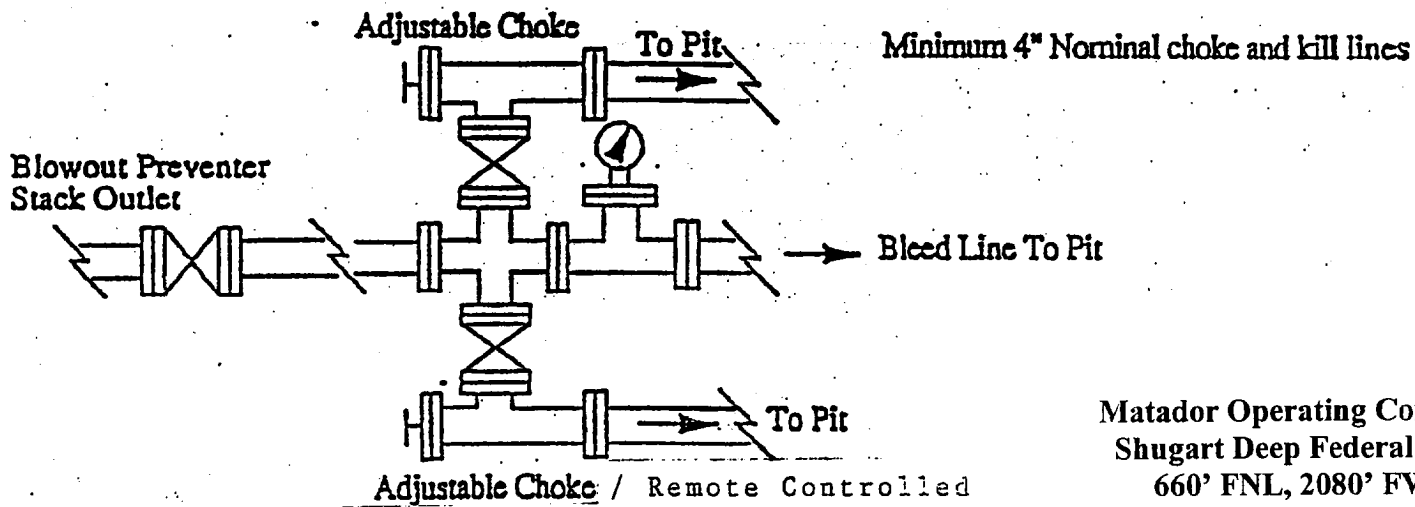 Adjustable Choke
To Pit
Minimum 4" Nominal choke and kill lines
Blowout Preventer
Stack Outlet
Bleed Line To Pit
To Pit
Adjustable Choke / Remote Controlled
Matador Operating Co
Shugart Deep Federal
660' FNL, 2080' FV